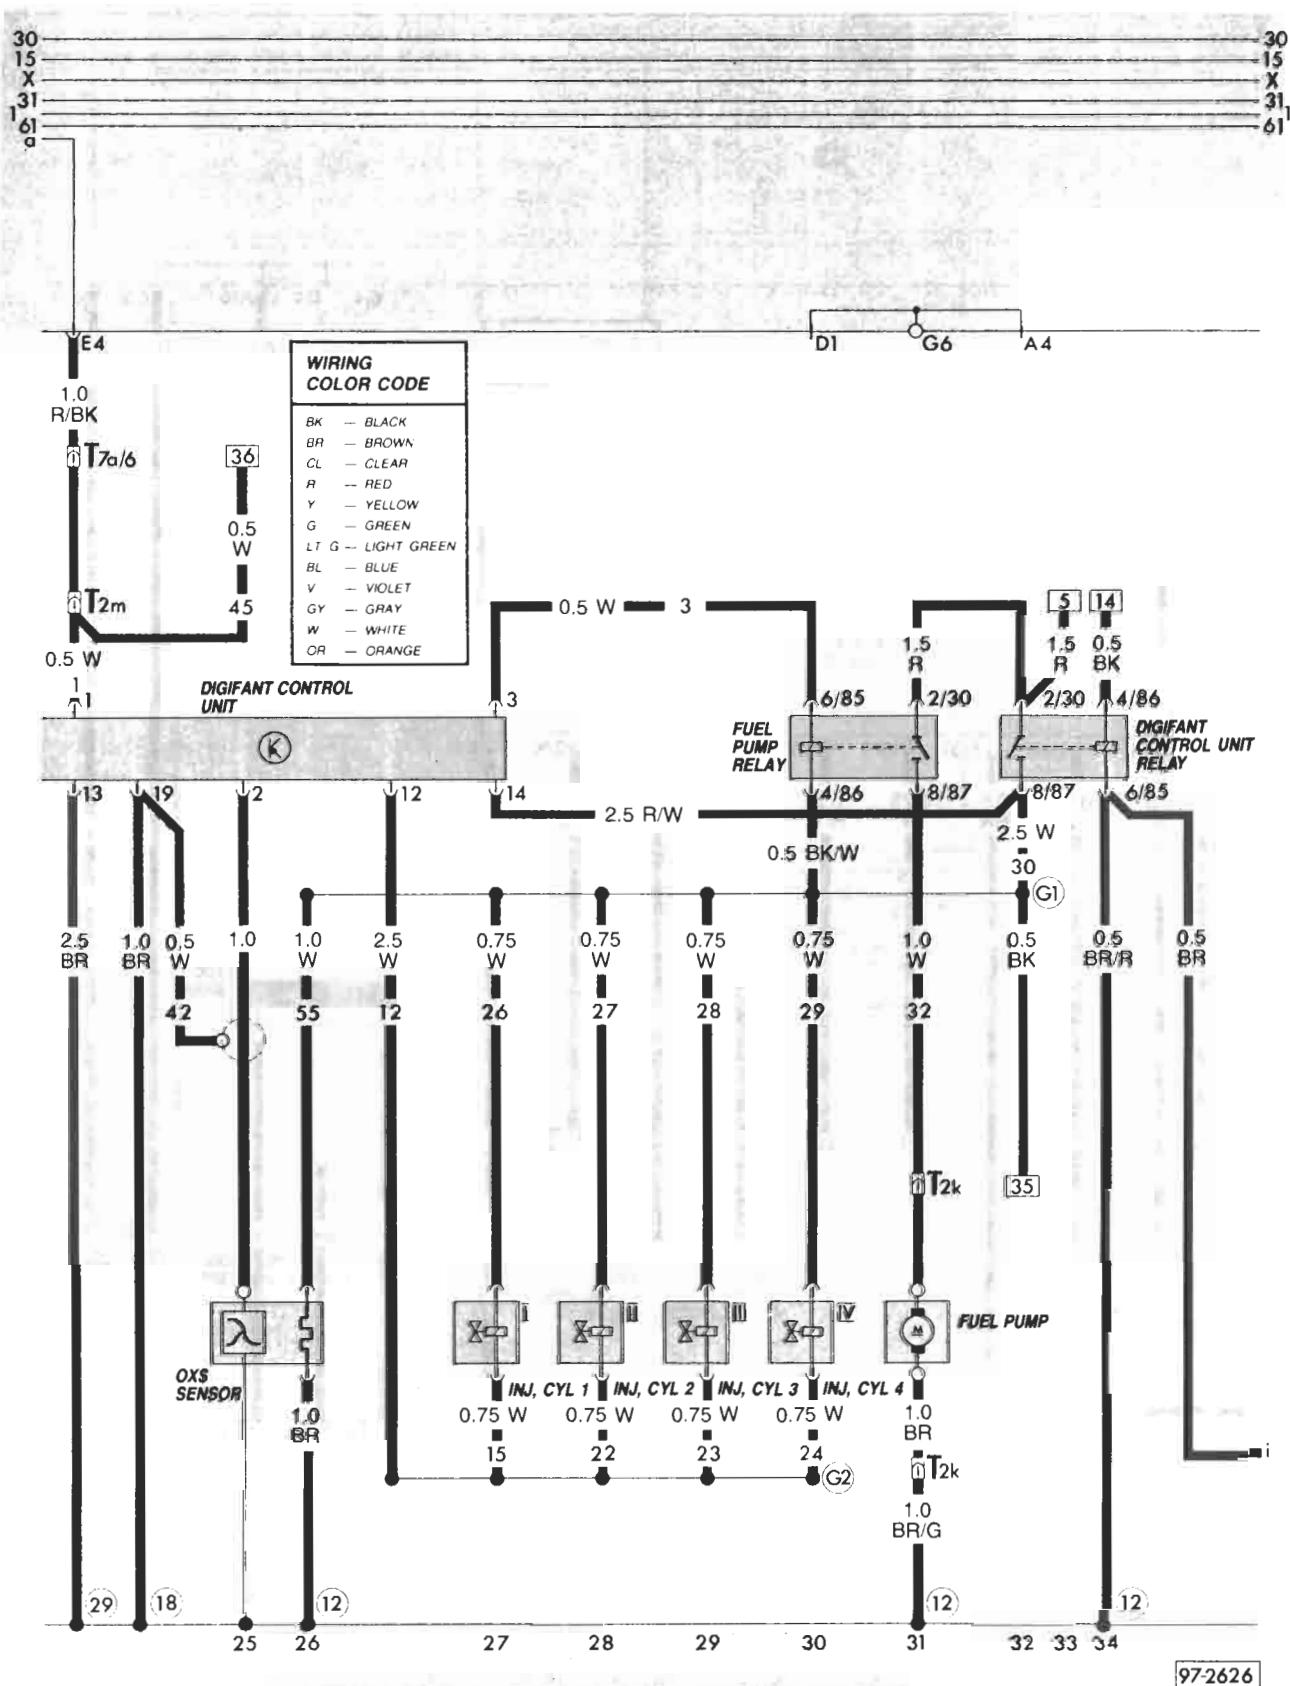 30 30
15 15
X X
31 31
1 1
61 61
a
E4 D1 G6 A4
WIRING
COLOR CODE
BK — BLACK
BR — BROWN
CL — CLEAR
R — RED
Y — YELLOW
G — GREEN
LT G — LIGHT GREEN
BL — BLUE
V — VIOLET
GY — GRAY
W — WHITE
OR — ORANGE
1.0
R/BK
T7a/6
36
0.5
W
T2m
45
0.5 W
1
1
0.5 W 3
5 14
1.5
R
1.5
R
0.5
BK
DIGIFANT CONTROL
UNIT
3
6/85 2/30 2/30 4/86
FUEL
PUMP
RELAY
DIGIFANT
CONTROL UNIT
RELAY
K
13 19 2 12 14 4/86 8/87 8/87 6/85
2.5 R/W
2.5 W
0.5 BK/W
30
G1
2.5
BR
1.0
BR
0.5
W
1.0
1.0
W
2.5
W
0.75
W
0.75
W
0.75
W
0.75
W
1.0
W
0.5
BK
0.5
BR/R
0.5
BR
42 55 12 26 27 28 29 32
T2k
35
I II III IV
M
FUEL PUMP
OXS
SENSOR
INJ, CYL 1 INJ, CYL 2 INJ, CYL 3 INJ, CYL 4
1.0
BR
0.75 W 0.75 W 0.75 W 0.75 W
1.0
BR
15 22 23 24
G2
T2k
i
1.0
BR/G
29 18 12 12 12
25 26 27 28 29 30 31 32 33 34
97-2626